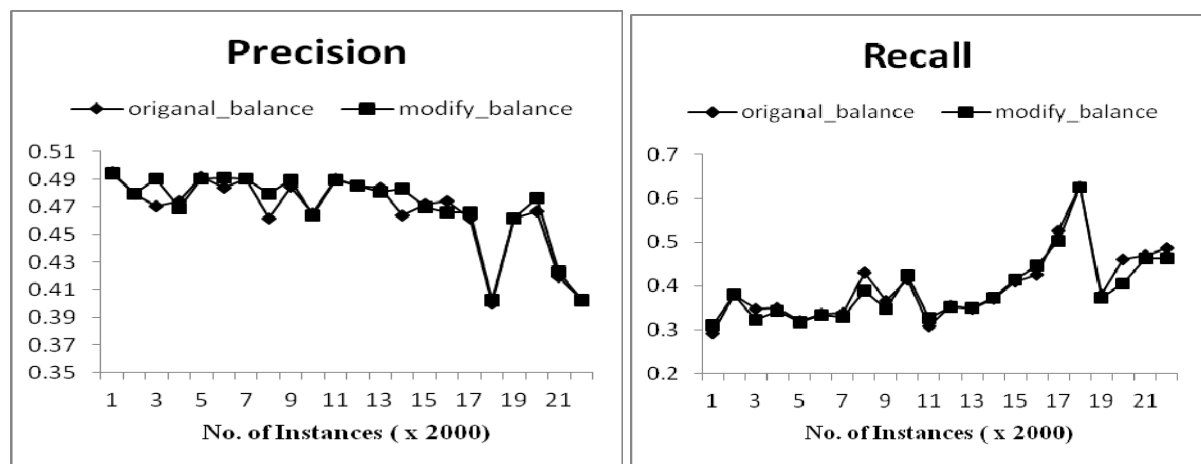 Precision
origanal_balance modify_balance
0.51
0.49
0.47
0.45
0.43
0.41
0.39
0.37
0.35
1 3 5 7 9 11 13 15 17 19 21
No. of Instances ( x 2000)
Recall
origanal_balance modify_balance
0.7
0.6
0.5
0.4
0.3
0.2
1 3 5 7 9 11 13 15 17 19 21
No. of Instances ( x 2000)